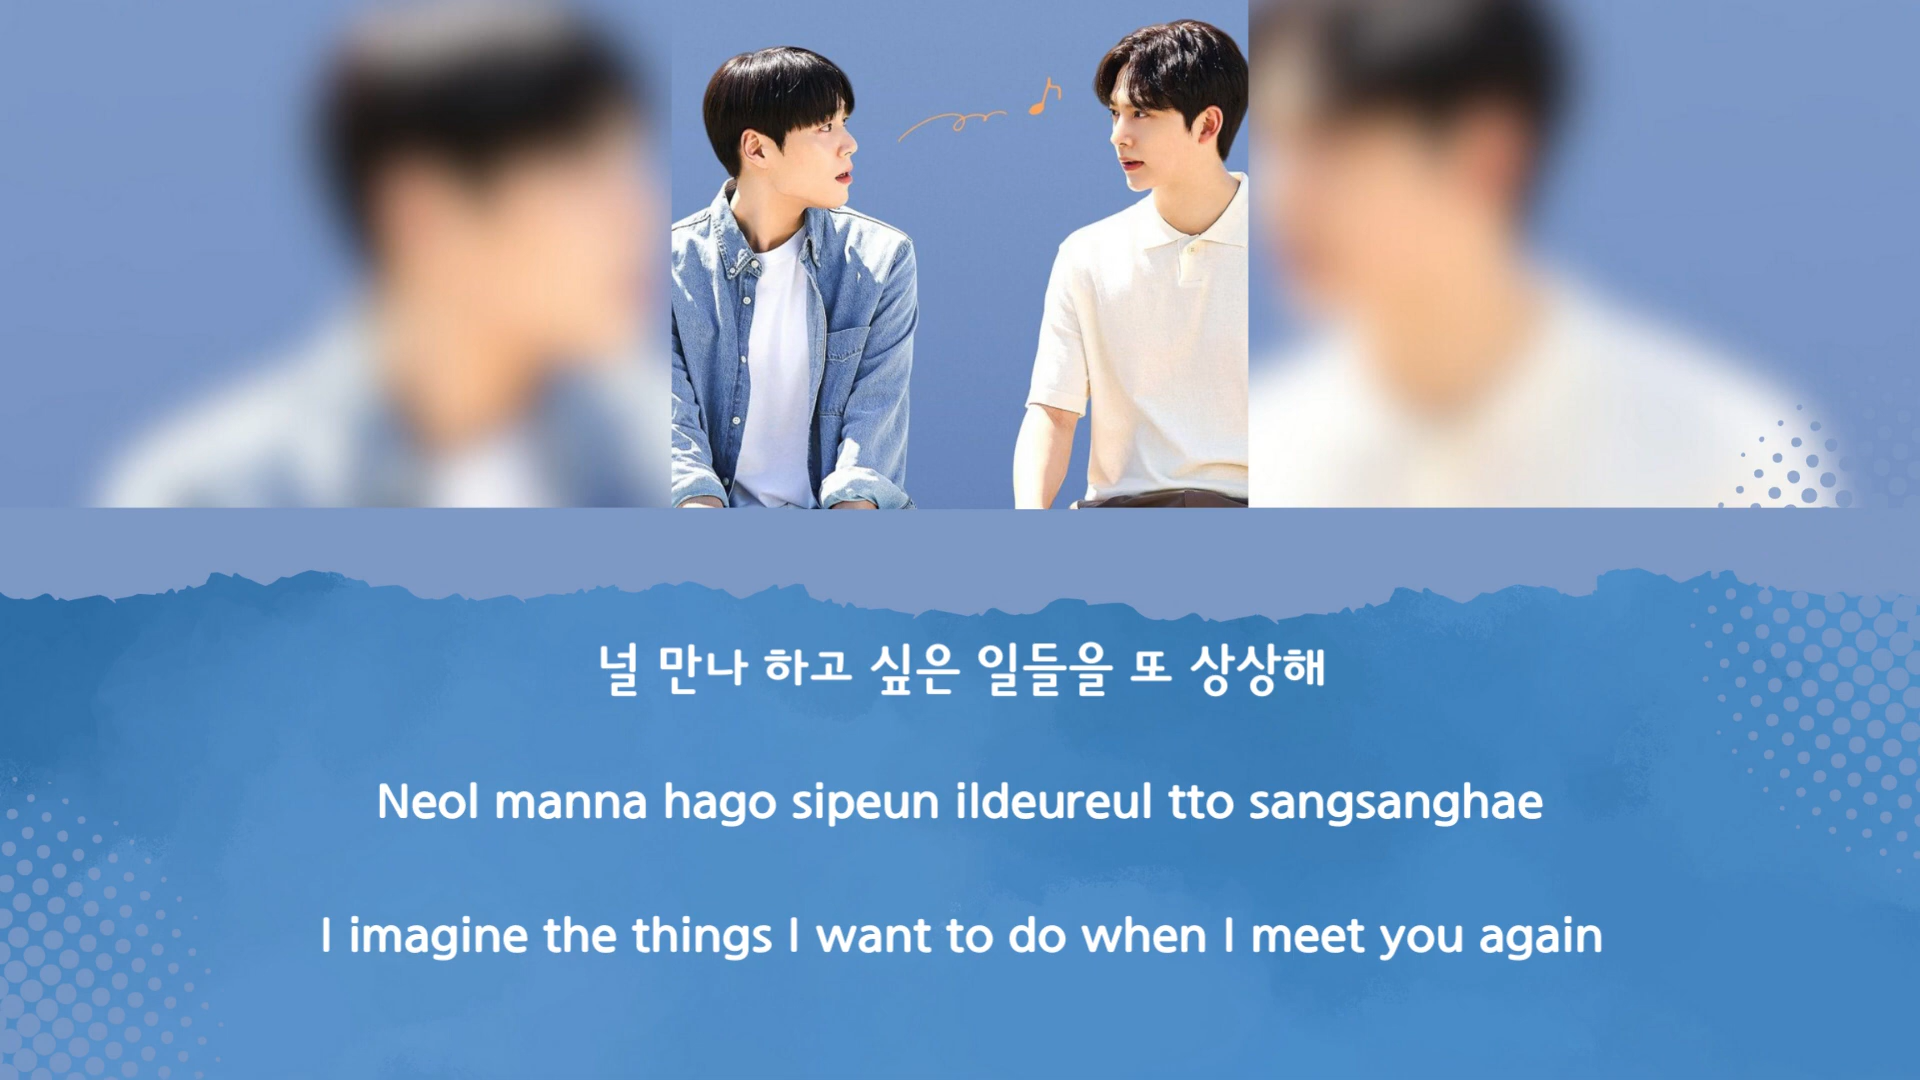 널 만나 하고 싶은 일들을 또 상상해
Neol manna hago sipeun ildeureul tto sangsanghae
I imagine the things I want to do when I meet you again